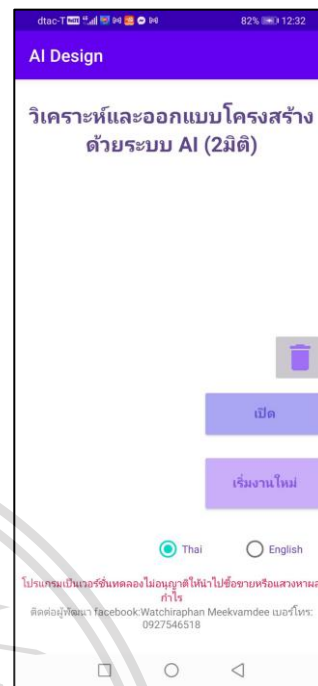 dtac-T 82% 12:32
AI Design
วิเคราะห์และออกแบบโครงสร้าง
ด้วยระบบ AI (2มิติ)
เปิด
เริ่มงานใหม่
Thai English
โปรแกรมเป็นเวอร์ชั่นทดลองไม่อนุญาติให้นำไปซื้อขายหรือแสวงหาผล
กำไร
ติดต่อผู้พัฒนา facebook:Watchiraphan Meekvamdee เบอร์โทร:
0927546518